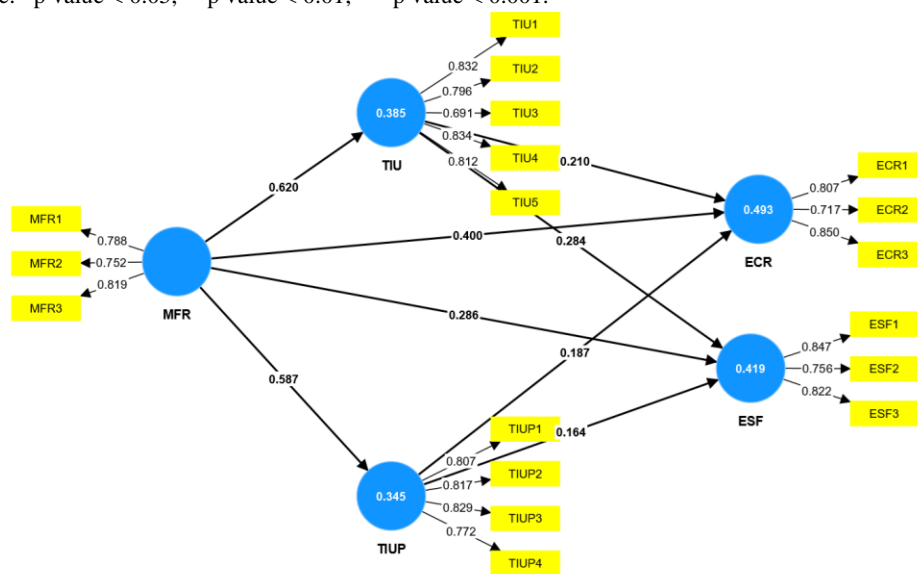 p value < 0.05; p value < 0.01; p value < 0.001.
TIU1
0.832
TIU2
0.796
0.385
0.691
TIU3
0.834
TIU
0.812
TIU4
0.210
ECR1
0.807
0.620
TIU5
0.493
0.717
ECR2
MFR1
0.788
0.400
0.284
0.850
ECR3
MFR2
0.752
ECR
0.819
MFR3
MFR
0.286
ESF1
0.847
0.187
0.419
0.756
ESF2
0.587
0.822
ESF3
ESF
TIUP1
0.164
0.807
TIUP2
0.817
0.345
0.829
TIUP3
0.772
TIUP
TIUP4